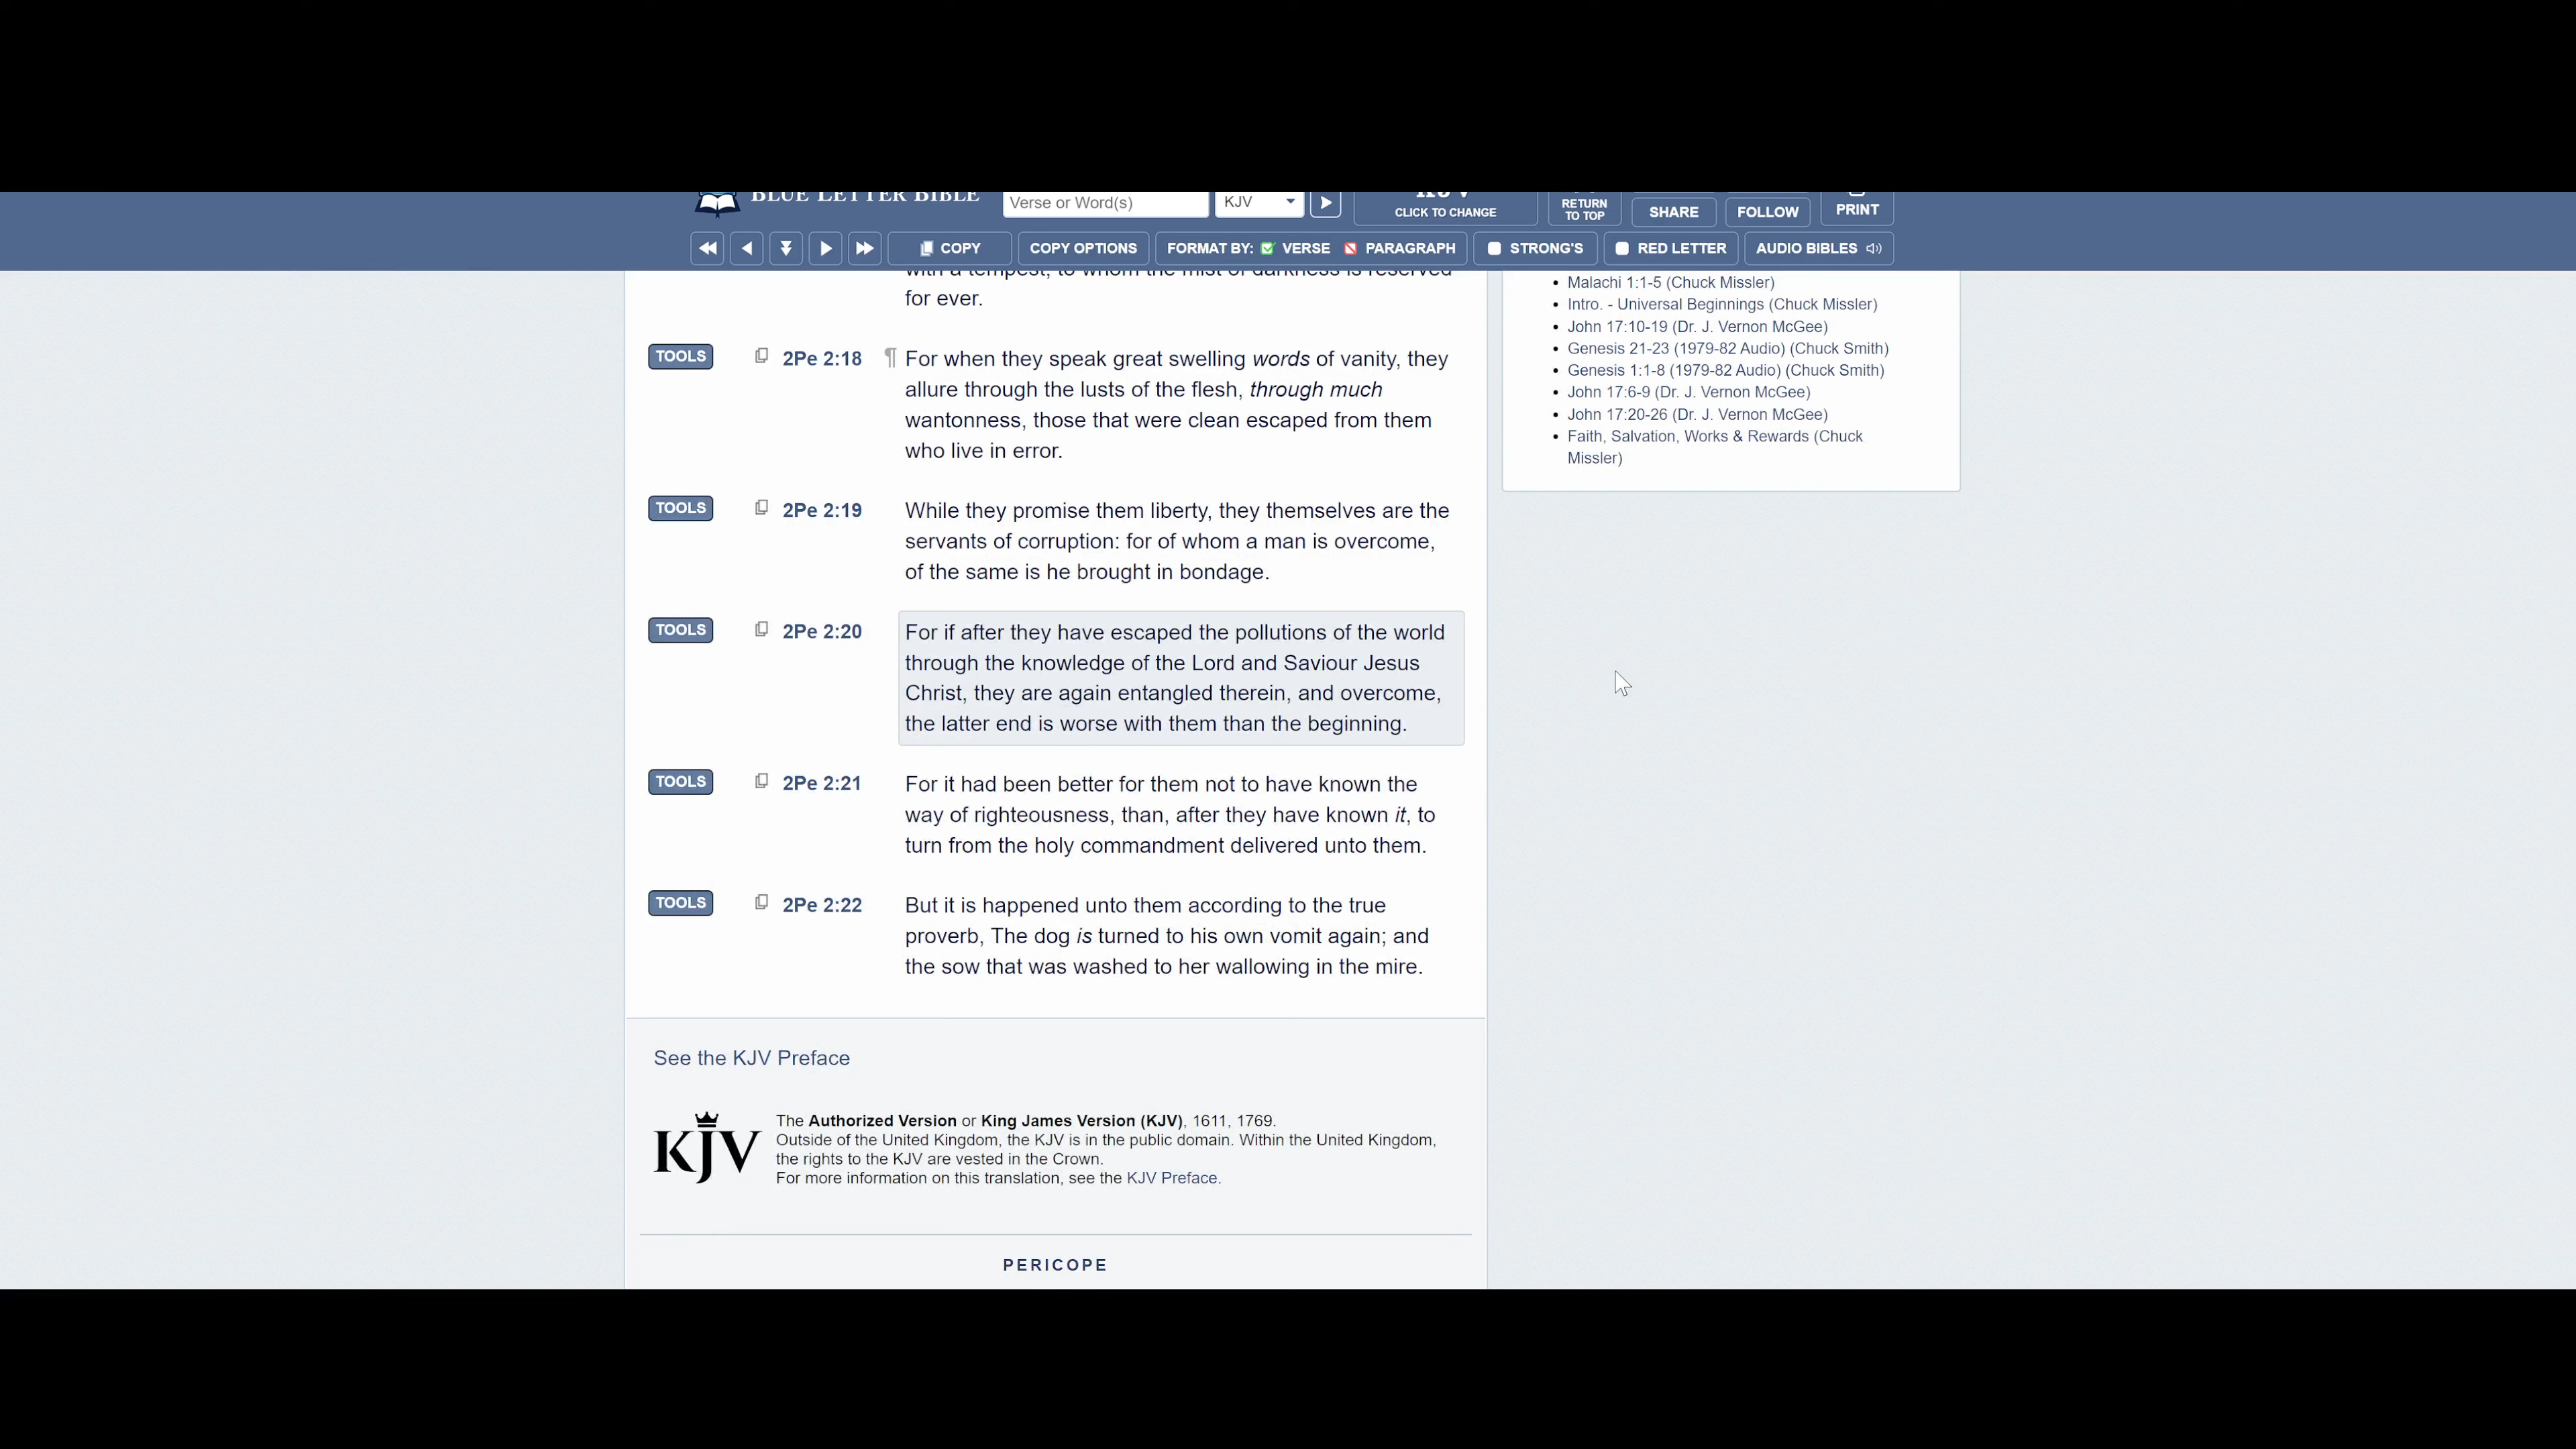 BLUE LETTER BIBLE
Verse or Word(s)
KJV
KJV
CLICK TO CHANGE
RETURN
TO TOP
SHARE
FOLLOW
PRINT
COPY
COPY OPTIONS
FORMAT BY: VERSE PARAGRAPH
STRONG'S
RED LETTER
AUDIO BIBLES
with a tempest; to whom the mist of darkness is reserved
for ever.
TOOLS 2Pe 2:18 ¶ For when they speak great swelling words of vanity, they
allure through the lusts of the flesh, through much
wantonness, those that were clean escaped from them
who live in error.
TOOLS 2Pe 2:19 While they promise them liberty, they themselves are the
servants of corruption: for of whom a man is overcome,
of the same is he brought in bondage.
TOOLS 2Pe 2:20 For if after they have escaped the pollutions of the world
through the knowledge of the Lord and Saviour Jesus
Christ, they are again entangled therein, and overcome,
the latter end is worse with them than the beginning.
TOOLS 2Pe 2:21 For it had been better for them not to have known the
way of righteousness, than, after they have known it, to
turn from the holy commandment delivered unto them.
TOOLS 2Pe 2:22 But it is happened unto them according to the true
proverb, The dog is turned to his own vomit again; and
the sow that was washed to her wallowing in the mire.
See the KJV Preface
KJV
The Authorized Version or King James Version (KJV), 1611, 1769.
Outside of the United Kingdom, the KJV is in the public domain. Within the United Kingdom,
the rights to the KJV are vested in the Crown.
For more information on this translation, see the KJV Preface.
PERICOPE
• Malachi 1:1-5 (Chuck Missler)
• Intro. - Universal Beginnings (Chuck Missler)
• John 17:10-19 (Dr. J. Vernon McGee)
• Genesis 21-23 (1979-82 Audio) (Chuck Smith)
• Genesis 1:1-8 (1979-82 Audio) (Chuck Smith)
• John 17:6-9 (Dr. J. Vernon McGee)
• John 17:20-26 (Dr. J. Vernon McGee)
• Faith, Salvation, Works & Rewards (Chuck
Missler)